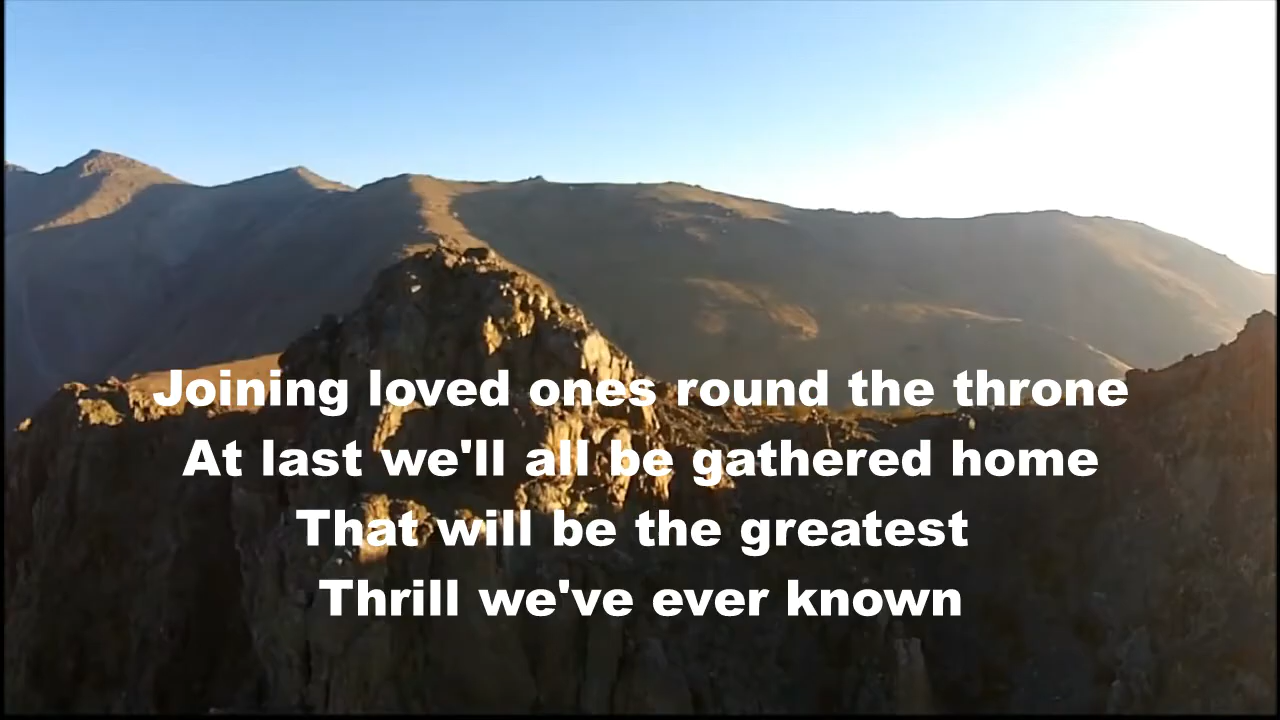 Joining loved ones round the throne
At last we'll all be gathered home
That will be the greatest
Thrill we've ever known